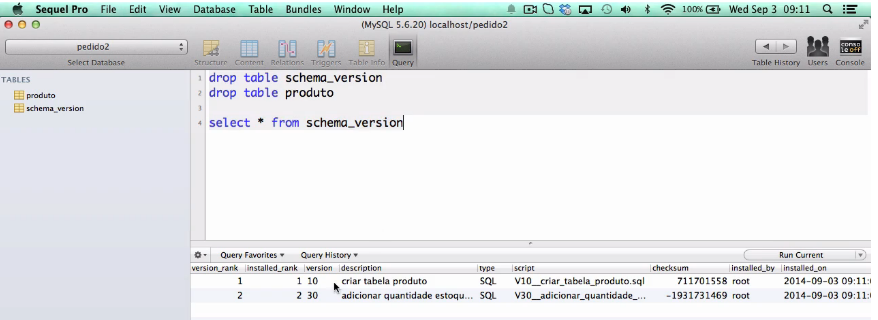 Sequel Pro File Edit View Database Table Bundles Window Help 100% Wed Sep 3 09:11
(MySQL 5.6.20) localhost/pedido2
pedido2
Select Database Structure Content Relations Triggers Table Info Query Table History Users Console
conso
le off
TABLES
produto
schema_version
1 drop table schema_version
2 drop table produto
3
4 select * from schema_version
Query Favorites Query History Run Current
version_rank installed_rank version description type script checksum installed_by installed_on
1 1 10 criar tabela produto SQL V10__criar_tabela_produto.sql 711701558 root 2014-09-03 09:11:0
2 2 30 adicionar quantidade estoqu... SQL V30__adicionar_quantidade_... -1931731469 root 2014-09-03 09:11: